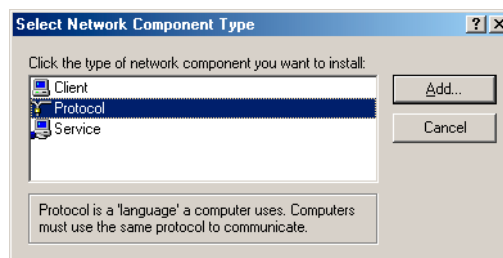 Select Network Component Type
Click the type of network component you want to install:
Client
Protocol
Service
Add...
Cancel
Protocol is a 'language' a computer uses. Computers
must use the same protocol to communicate.